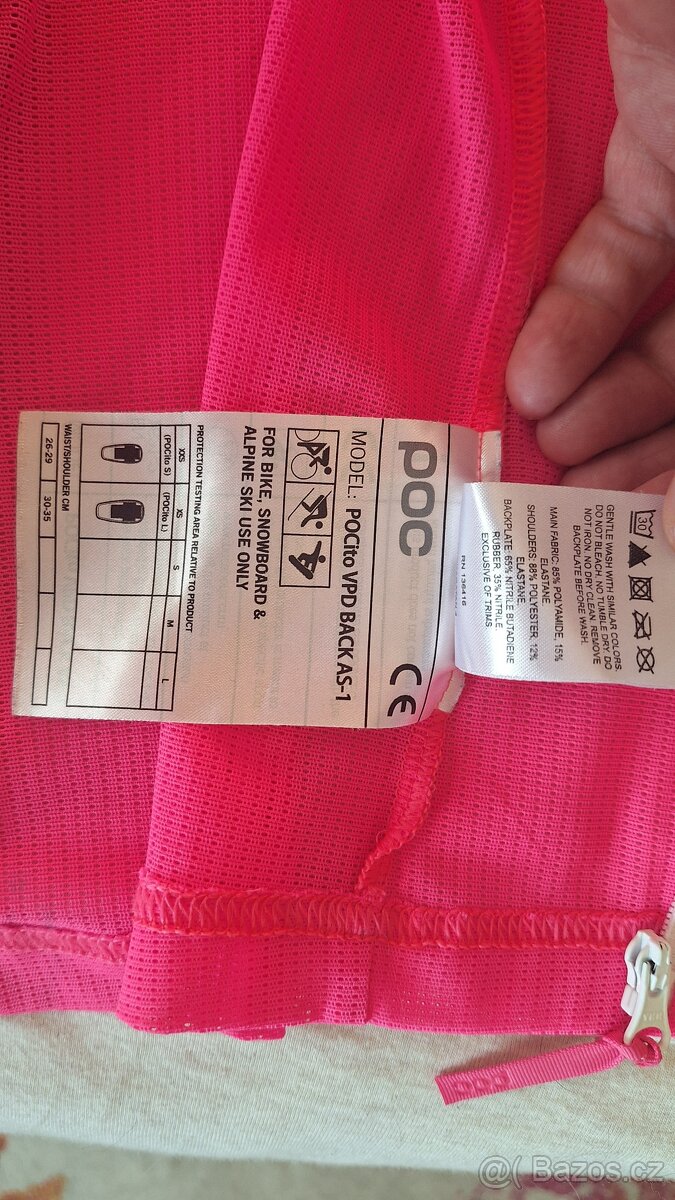 POC
CE
MODEL: POCito VPD BACK AS-1
FOR BIKE, SNOWBOARD &
ALPINE SKI USE ONLY
PROTECTION TESTING AREA RELATIVE TO PRODUCT
XXS
(POCito S)
XS
(POCito L)
S
M
L
WAIST/SHOULDER CM
26-29
30-35
30
GENTLE WASH WITH SIMILAR COLORS.
DO NOT BLEACH. NO TUMBLE DRY. DO
NOT IRON. NO DRY CLEAN. REMOVE
BACKPLATE BEFORE WASH.
MAIN FABRIC: 85% POLYAMIDE, 15%
ELASTANE.
SHOULDERS: 88% POLYESTER, 12%
ELASTANE.
BACKPLATE: 65% NITRILE BUTADIENE
RUBBER, 35% NITRILE.
EXCLUSIVE OF TRIMS
RN 136416
YKK
POC
@( Bazos.cz